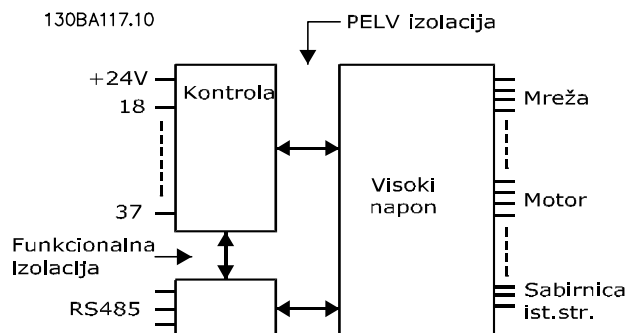 130BA117.10
PELV izolacija
+24V
Kontrola
18
Mreža
Visoki
napon
37
Motor
Funkcionalna
izolacija
RS485
Sabirnica
ist.str.